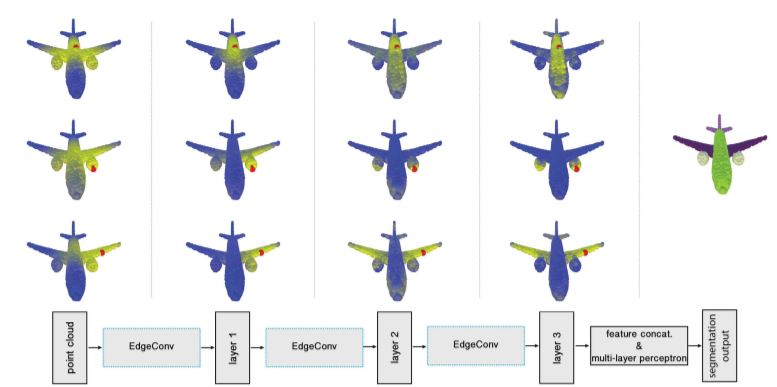 point cloud
EdgeConv
layer 1
EdgeConv
layer 2
EdgeConv
layer 3
feature concat.
&
multi-layer perceptron
segmentation
output